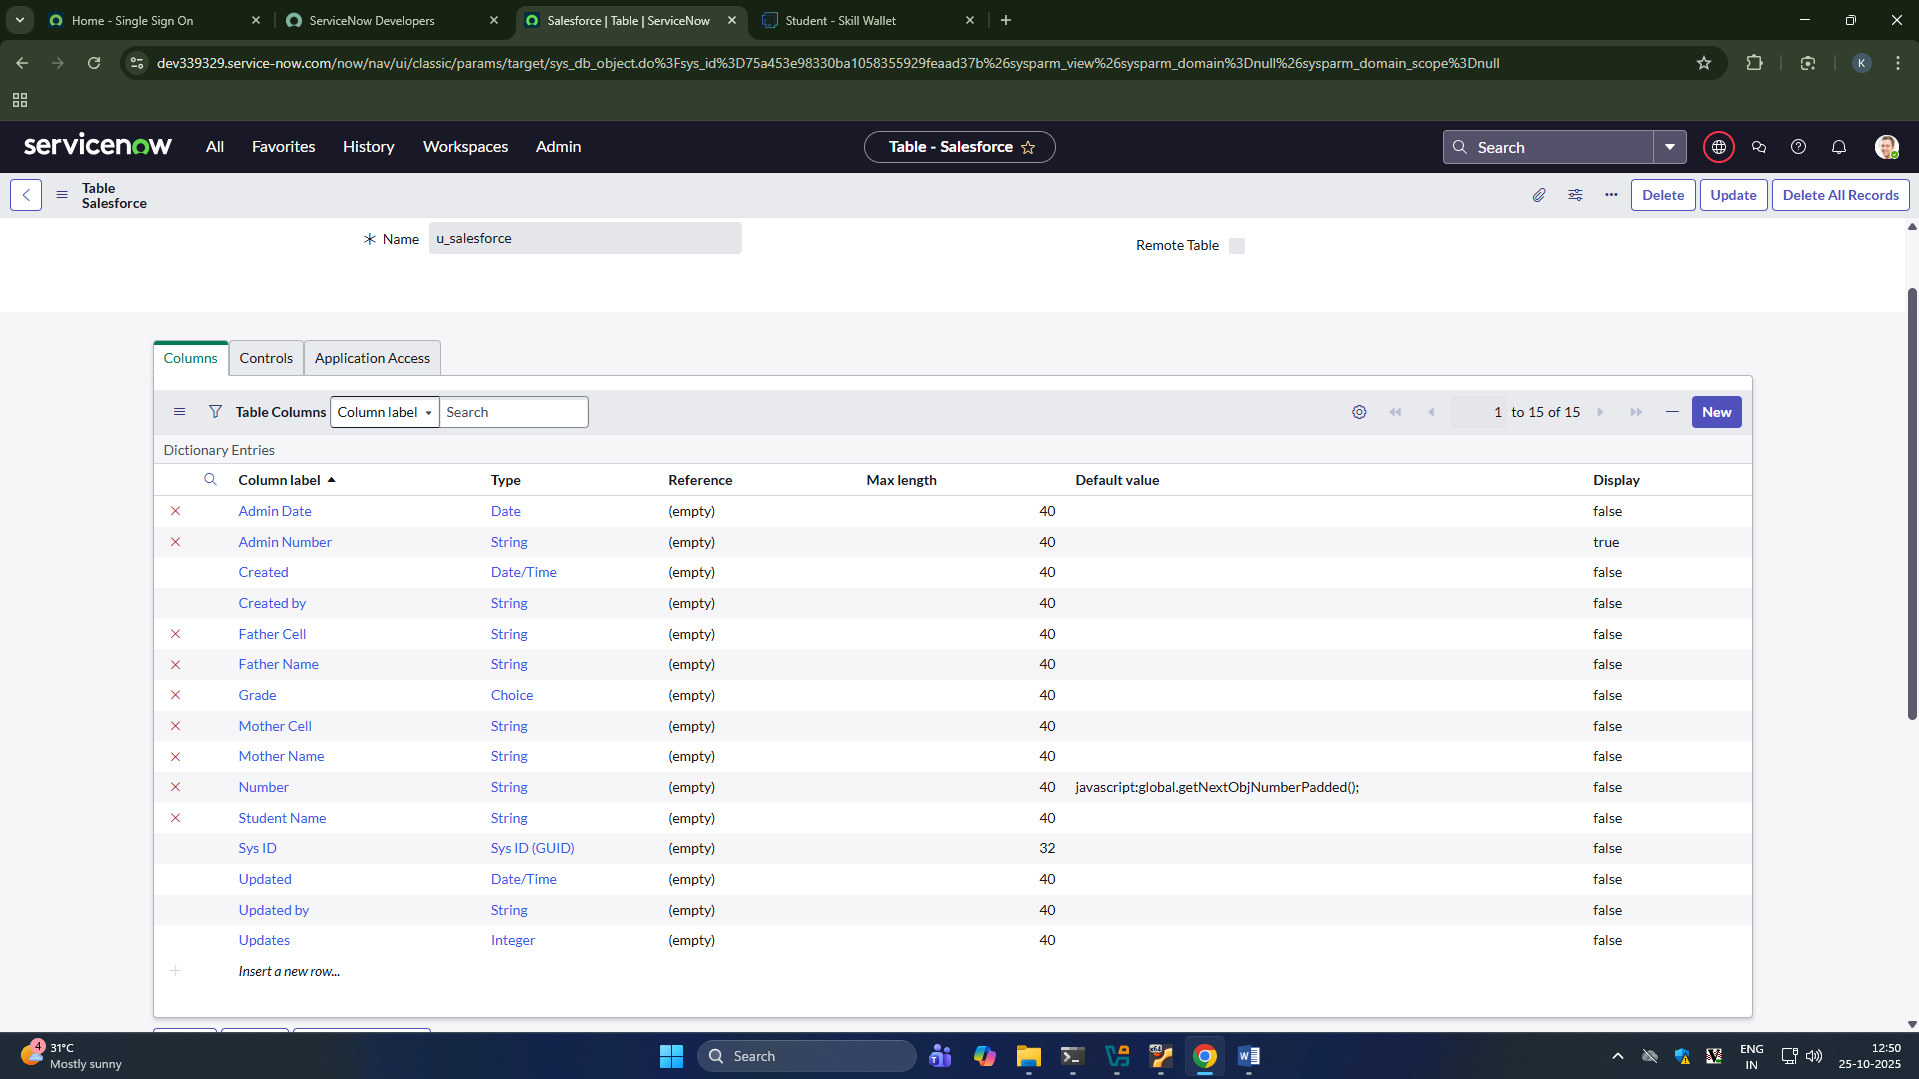 Home - Single Sign On
ServiceNow Developers
Salesforce | Table | ServiceNow
Student - Skill Wallet
dev339329.service-now.com/now/nav/ui/classic/params/target/sys_db_object.do%3Fsys_id%3D75a453e98330ba1058355929feaad37b%26sysparm_view%26sysparm_domain%3Dnull%26sysparm_domain_scope%3Dnull
K
servicenow
All
Favorites
History
Workspaces
Admin
Table - Salesforce
Search
Table
Salesforce
Delete
Update
Delete All Records
Name
u_salesforce
Remote Table
Columns
Controls
Application Access
Table Columns
Column label
Search
1 to 15 of 15
New
Dictionary Entries
Column label Type Reference Max length Default value Display
Admin Date Date (empty) 40 false
Admin Number String (empty) 40 true
Created Date/Time (empty) 40 false
Created by String (empty) 40 false
Father Cell String (empty) 40 false
Father Name String (empty) 40 false
Grade Choice (empty) 40 false
Mother Cell String (empty) 40 false
Mother Name String (empty) 40 false
Number String (empty) 40 javascript:global.getNextObjNumberPadded(); false
Student Name String (empty) 40 false
Sys ID Sys ID (GUID) (empty) 32 false
Updated Date/Time (empty) 40 false
Updated by String (empty) 40 false
Updates Integer (empty) 40 false
Insert a new row...
4
31°C
Mostly sunny
Search
ENG
IN
12:50
25-10-2025